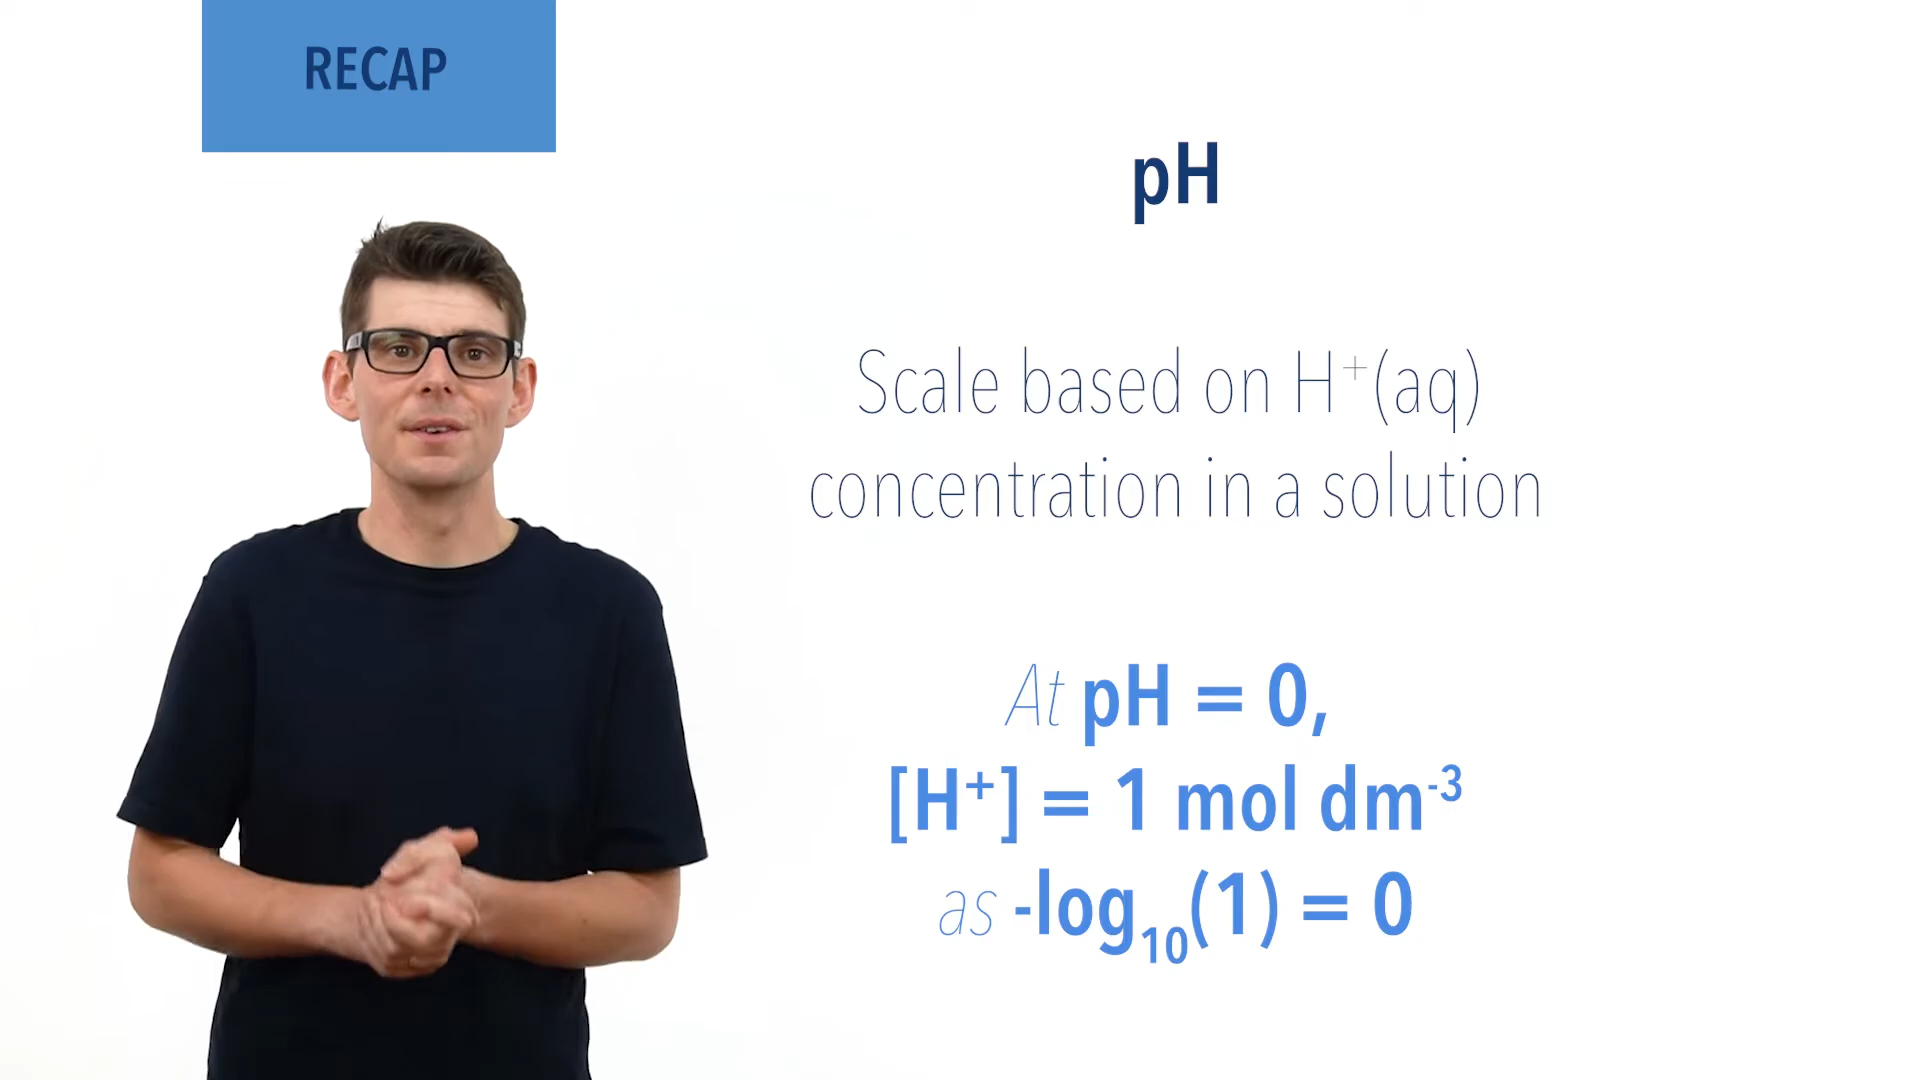 RECAP
pH
Scale based on H⁺(aq)
concentration in a solution
At pH = 0,
[H⁺] = 1 mol dm⁻³
as -log₁₀(1) = 0